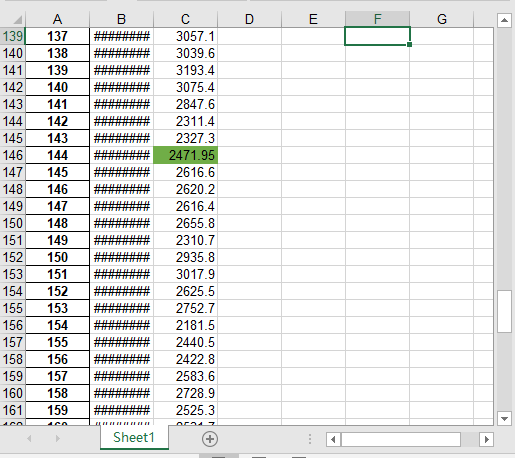 A B C D E F G
139 137 ######## 3057.1
140 138 ######## 3039.6
141 139 ######## 3193.4
142 140 ######## 3075.4
143 141 ######## 2847.6
144 142 ######## 2311.4
145 143 ######## 2327.3
146 144 ######## 2471.95
147 145 ######## 2616.6
148 146 ######## 2620.2
149 147 ######## 2616.4
150 148 ######## 2655.8
151 149 ######## 2310.7
152 150 ######## 2935.8
153 151 ######## 3017.9
154 152 ######## 2625.5
155 153 ######## 2752.7
156 154 ######## 2181.5
157 155 ######## 2440.5
158 156 ######## 2422.8
159 157 ######## 2583.6
160 158 ######## 2728.9
161 159 ######## 2525.3
Sheet1